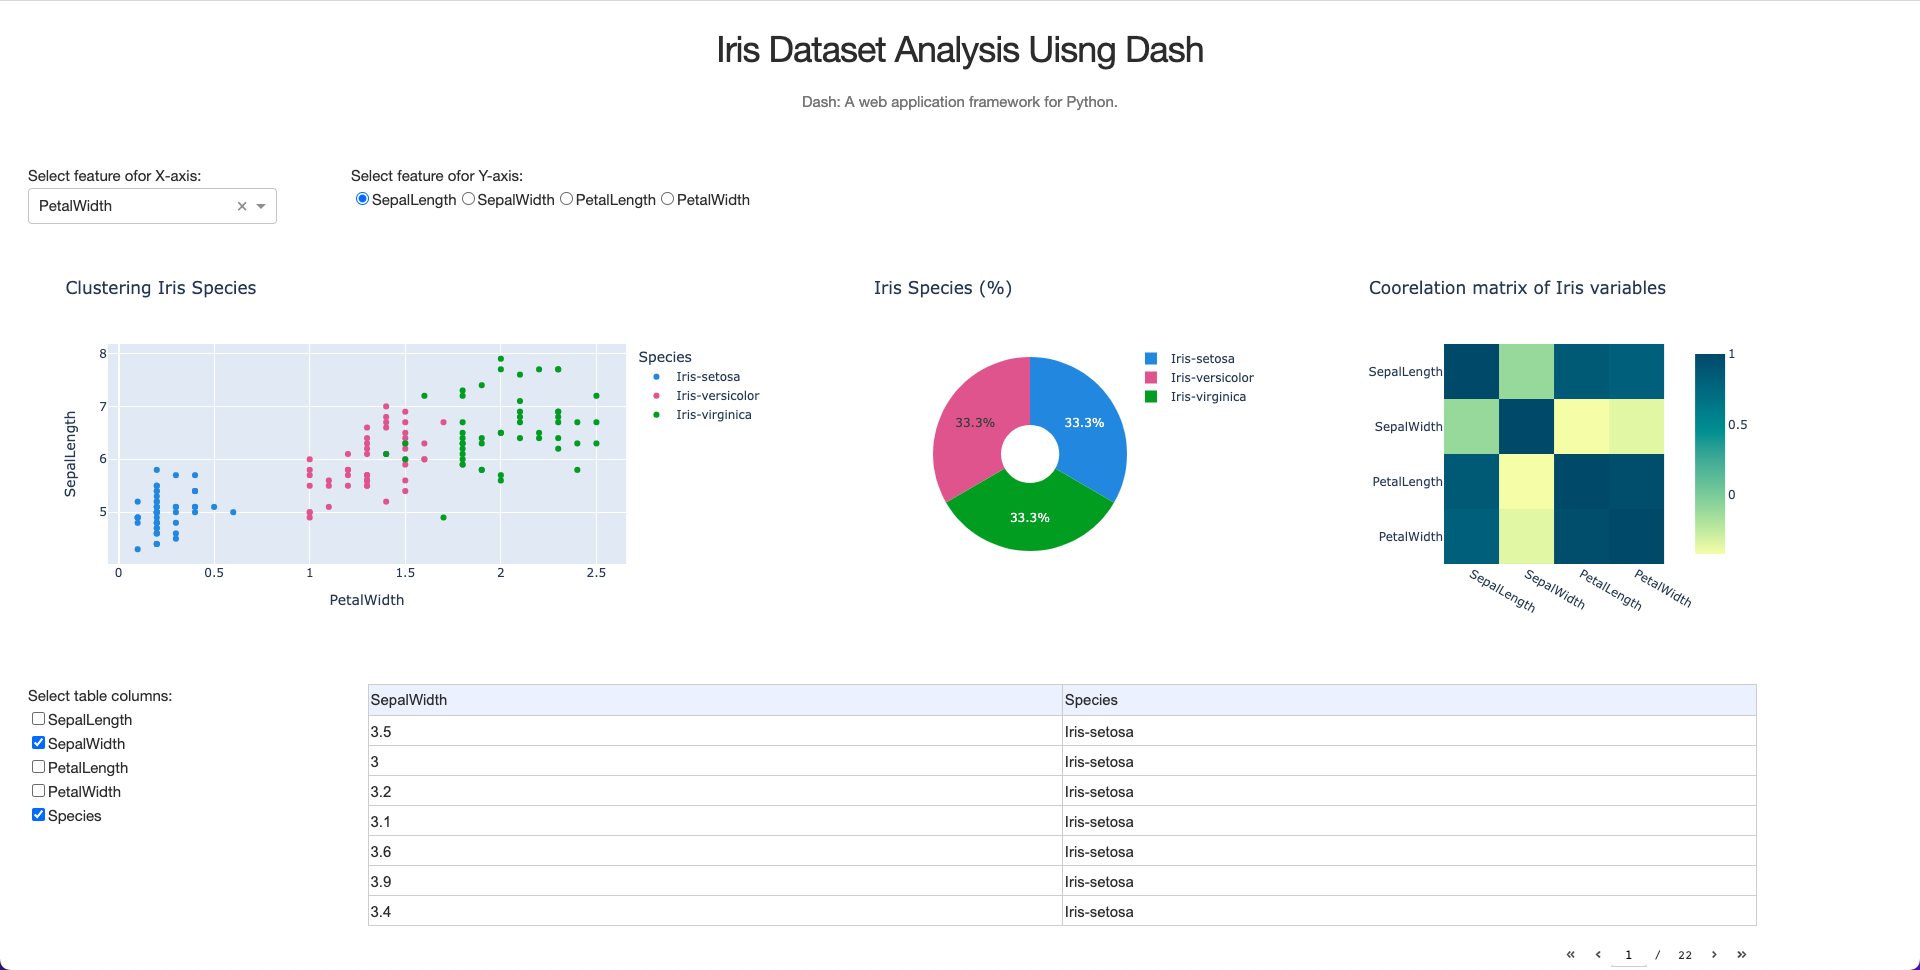 Iris Dataset Analysis Uisng Dash
Dash: A web application framework for Python.
Select feature ofor X-axis:
PetalWidth
Select feature ofor Y-axis:
SepalLength SepalWidth PetalLength PetalWidth
Clustering Iris Species
8
7
6
5
SepalLength
0 0.5 1 1.5 2 2.5
PetalWidth
Species
Iris-setosa
Iris-versicolor
Iris-virginica
Iris Species (%)
33.3% 33.3%
33.3%
Iris-setosa
Iris-versicolor
Iris-virginica
Coorelation matrix of Iris variables
SepalLength
SepalWidth
PetalLength
PetalWidth
SepalLength SepalWidth PetalLength PetalWidth
1
0.5
0
Select table columns:
SepalLength
SepalWidth
PetalLength
PetalWidth
Species
SepalWidth Species
3.5 Iris-setosa
3 Iris-setosa
3.2 Iris-setosa
3.1 Iris-setosa
3.6 Iris-setosa
3.9 Iris-setosa
3.4 Iris-setosa
« ‹ 1 / 22 › »